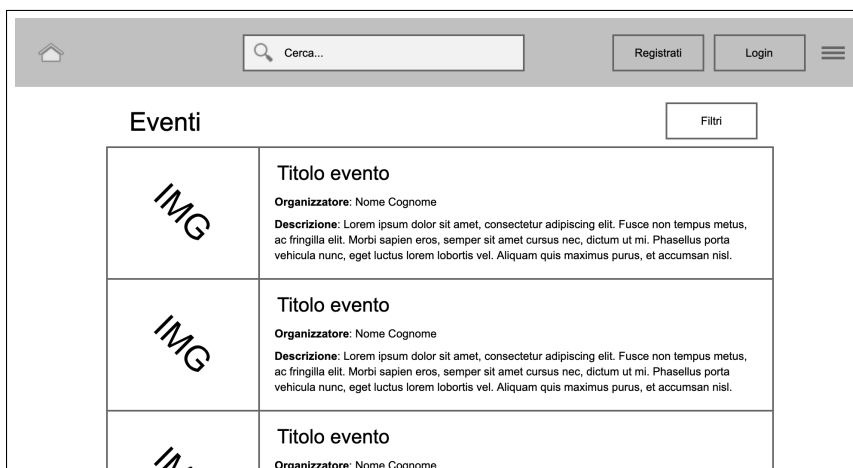 Cerca...
Registrati
Login
Eventi
Filtri
IMG
Titolo evento
Organizzatore: Nome Cognome
Descrizione: Lorem ipsum dolor sit amet, consectetur adipiscing elit. Fusce non tempus metus,
ac fringilla elit. Morbi sapien eros, semper sit amet cursus nec, dictum ut mi. Phasellus porta
vehicula nunc, eget luctus lorem lobortis vel. Aliquam quis maximus purus, et accumsan nisl.
IMG
Titolo evento
Organizzatore: Nome Cognome
Descrizione: Lorem ipsum dolor sit amet, consectetur adipiscing elit. Fusce non tempus metus,
ac fringilla elit. Morbi sapien eros, semper sit amet cursus nec, dictum ut mi. Phasellus porta
vehicula nunc, eget luctus lorem lobortis vel. Aliquam quis maximus purus, et accumsan nisl.
Titolo evento
Organizzatore: Nome Cognome